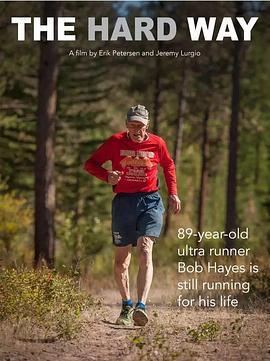 THE HARD WAY
A film by Erik Petersen and Jeremy Lurgio
89-year-old
ultra runner
Bob Hayes is
still running
for his life